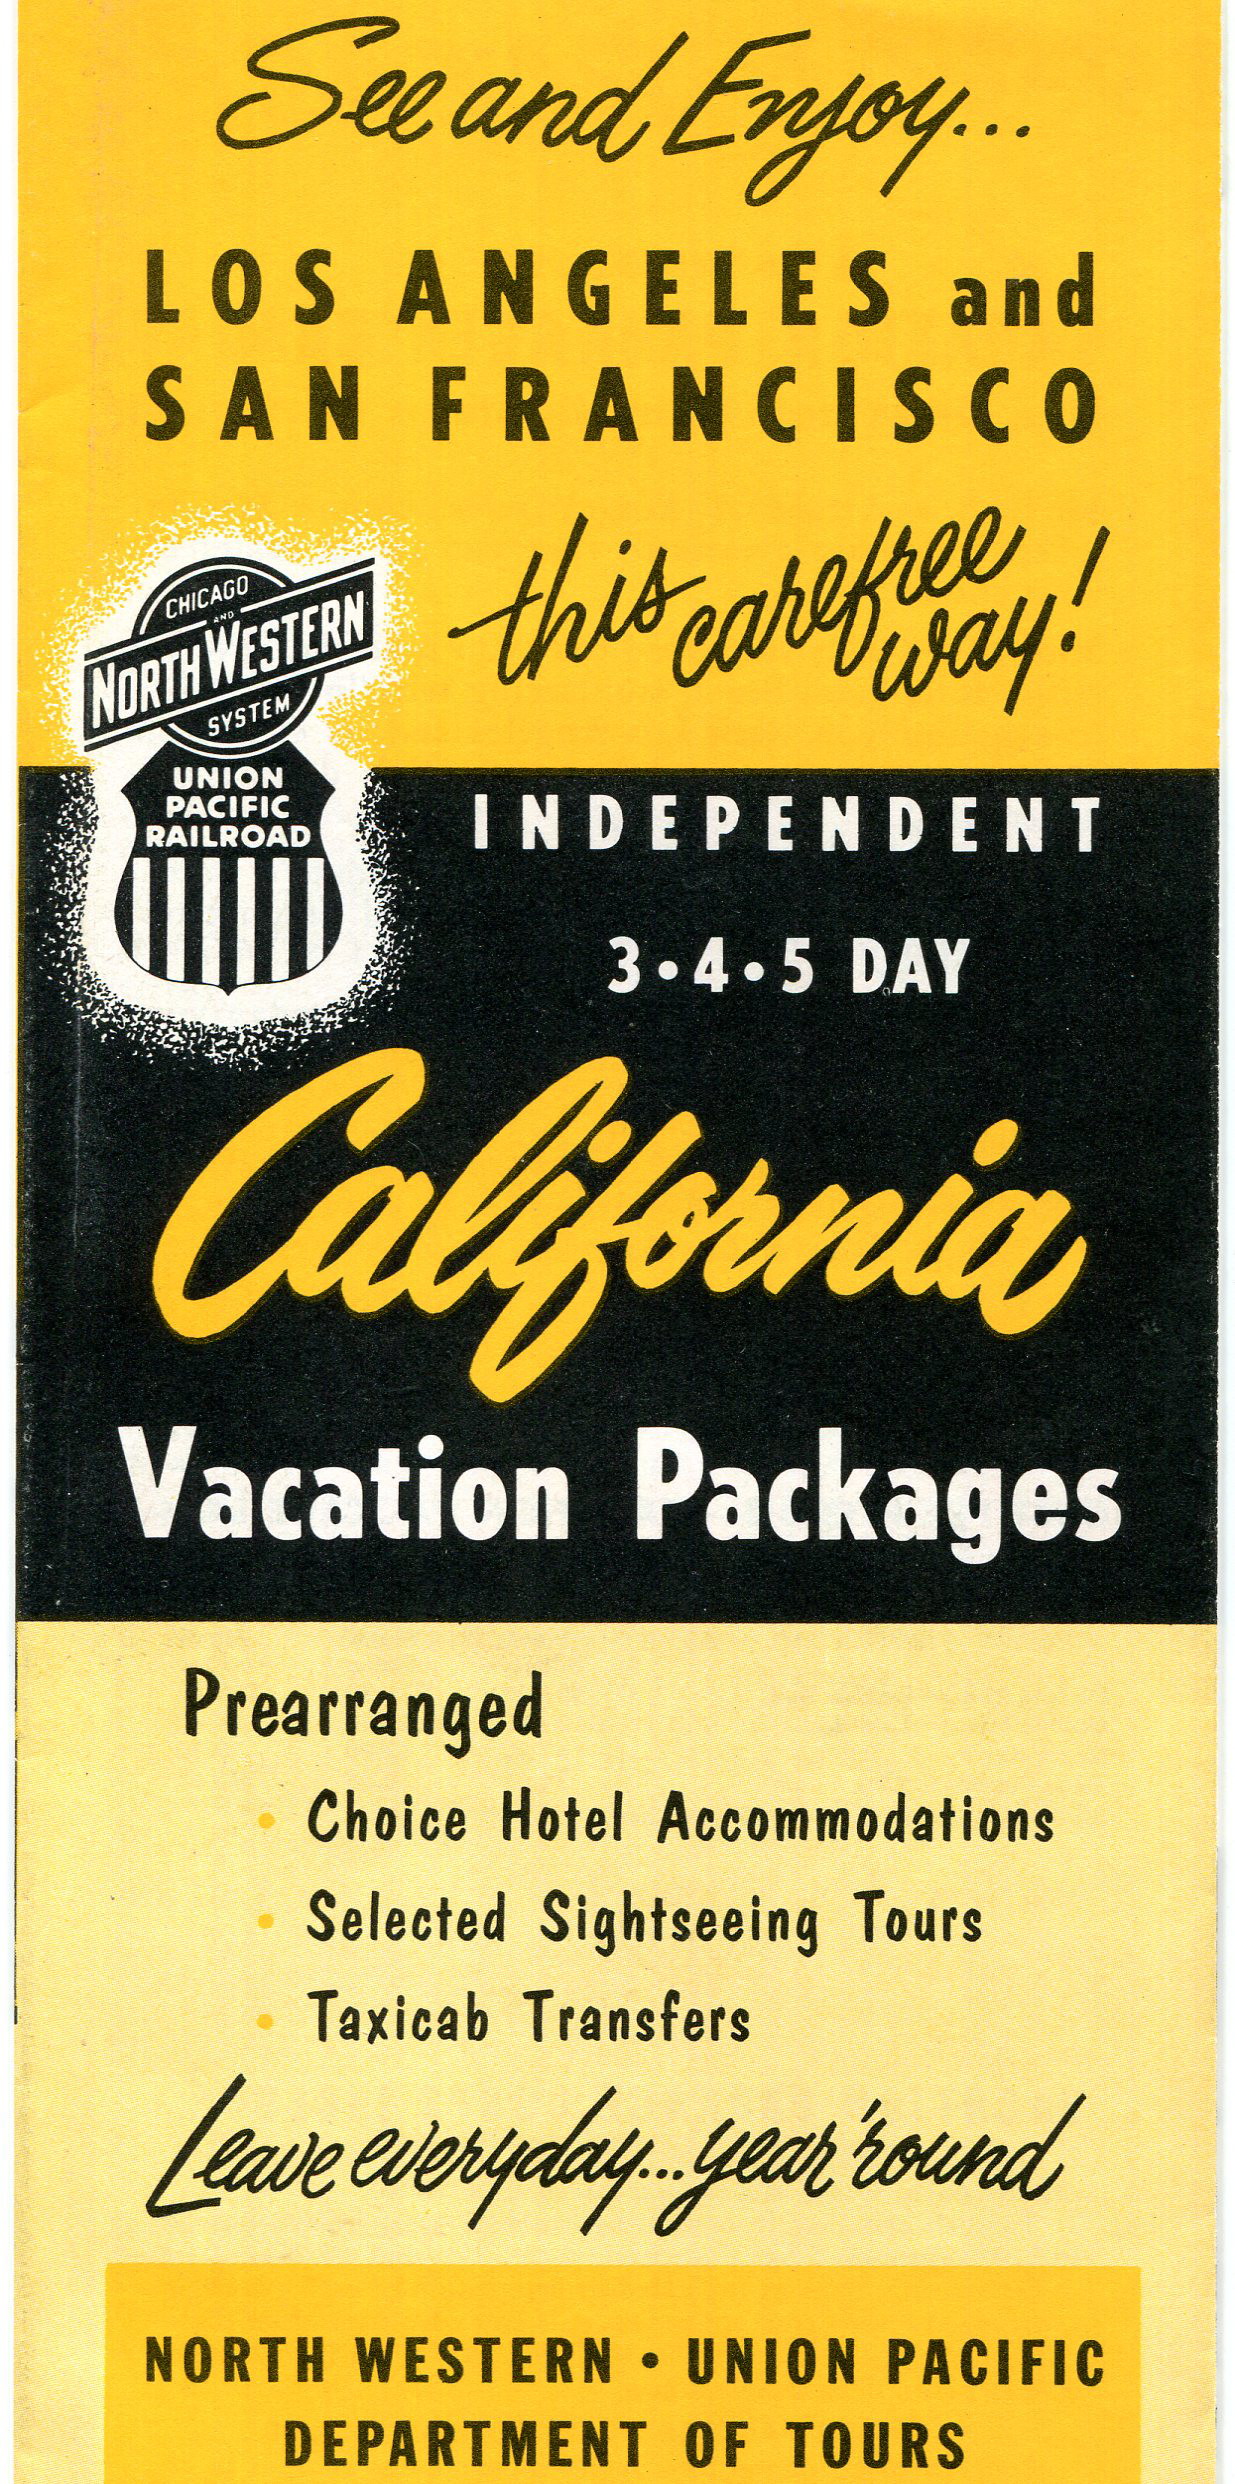 See and Enjoy...
LOS ANGELES and
SAN FRANCISCO
this carefree
way!
CHICAGO
AND
NORTH WESTERN
SYSTEM
UNION
PACIFIC
RAILROAD
INDEPENDENT
3•4•5 DAY
California
Vacation Packages
Prearranged
• Choice Hotel Accommodations
• Selected Sightseeing Tours
• Taxicab Transfers
Leave everyday...year 'round
NORTH WESTERN • UNION PACIFIC
DEPARTMENT OF TOURS